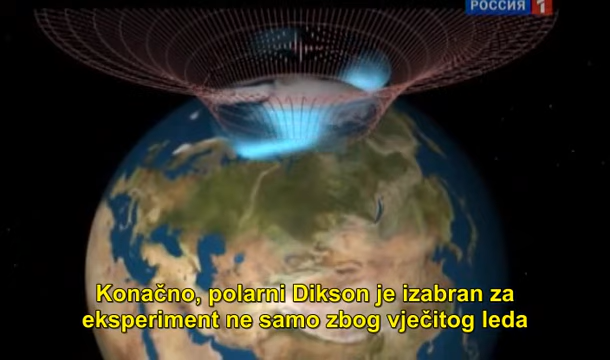 РОССИЯ 1
Konačno, polarni Dikson je izabran za
eksperiment ne samo zbog vječitog leda